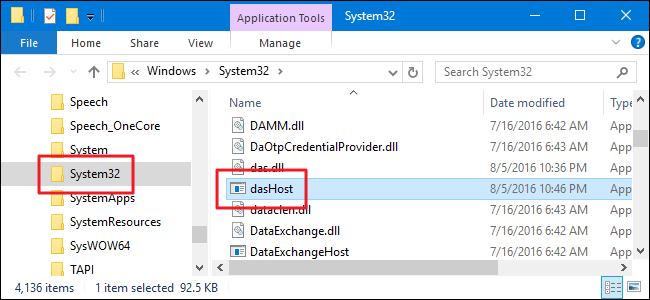 Application Tools System32
File Home Share View Manage
« Windows › System32 › Search System32
Name Date modified Typ
Speech DAMM.dll 7/16/2016 6:42 AM App
Speech_OneCore DaOtpCredentialProvider.dll 7/16/2016 6:42 AM App
System das.dll 8/5/2016 10:36 PM App
System32 dasHost 8/5/2016 10:46 PM App
SystemApps dataclen.dll 7/16/2016 6:43 AM App
SystemResources DataExchange.dll 7/16/2016 6:43 AM App
SysWOW64 DataExchangeHost 7/16/2016 6:42 AM App
TAPI
4,136 items 1 item selected 92.5 KB